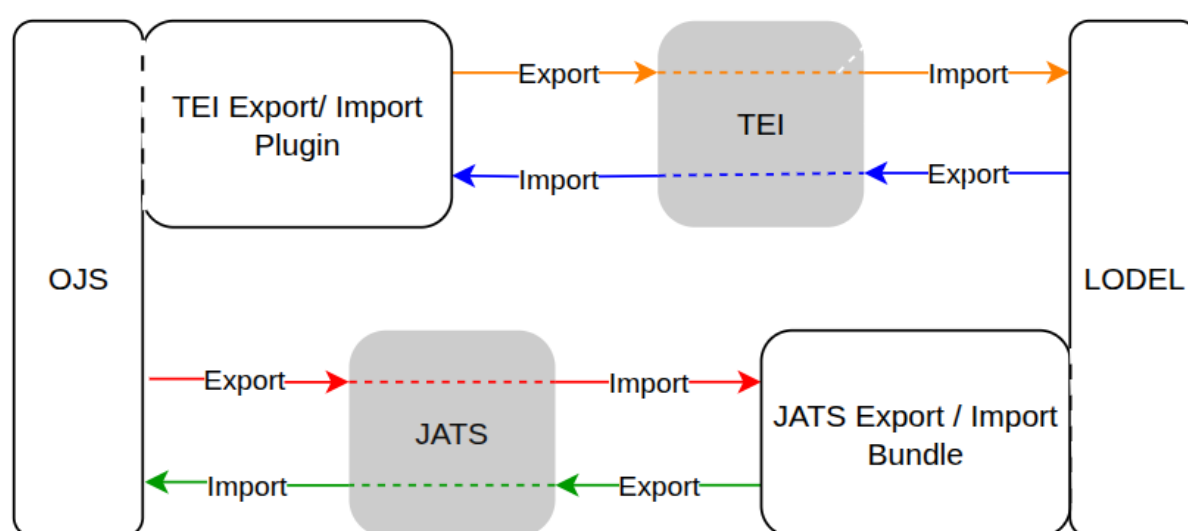 Export
Import
TEI Export/ Import
Plugin
TEI
Import
Export
OJS
LODEL
Export
Import
JATS Export / Import
Bundle
JATS
Import
Export